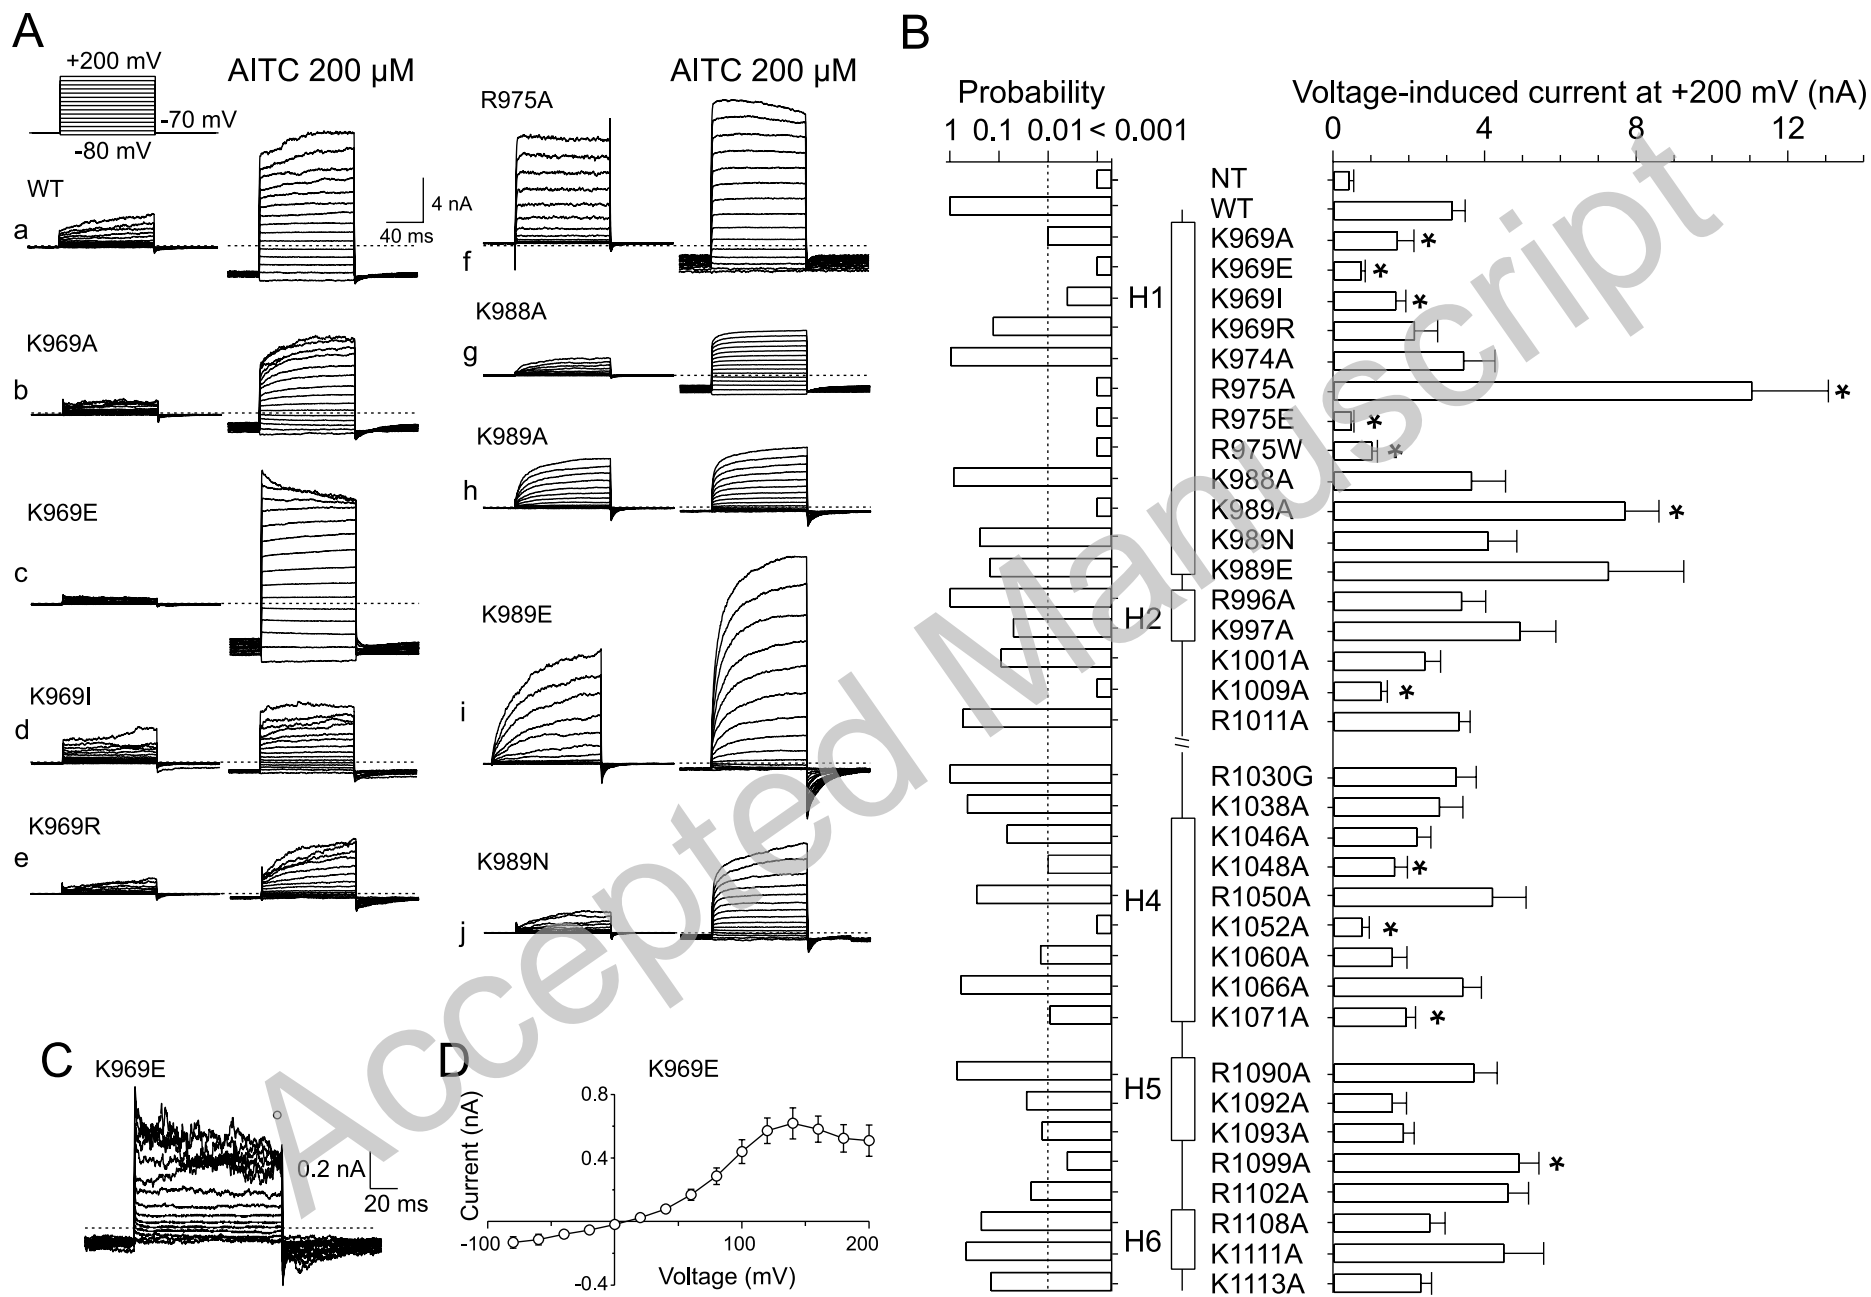 A
+200 mV
-70 mV
-80 mV
AITC 200 µM
WT
a
4 nA
40 ms
K969A
b
K969E
c
K969I
d
K969R
e
AITC 200 µM
R975A
f
K988A
g
K989A
h
K989E
i
K989N
j
B
Probability
1 0.1 0.01 < 0.001
Voltage-induced current at +200 mV (nA)
0 4 8 12
NT
WT
K969A *
K969E *
H1 K969I *
K969R
K974A
R975A *
R975E *
R975W *
K988A
K989A *
K989N
K989E
R996A
H2 K997A
K1001A
K1009A *
R1011A
//
R1030G
K1038A
K1046A
K1048A *
H4 R1050A
K1052A *
K1060A
K1066A
K1071A *
H5 R1090A
K1092A
K1093A
R1099A *
R1102A
R1108A
H6 K1111A
K1113A
C
K969E
0.2 nA
20 ms
D
K969E
Current (nA)
0.8
0.4
-0.4
-100 100 200
Voltage (mV)
Accepted Manuscript